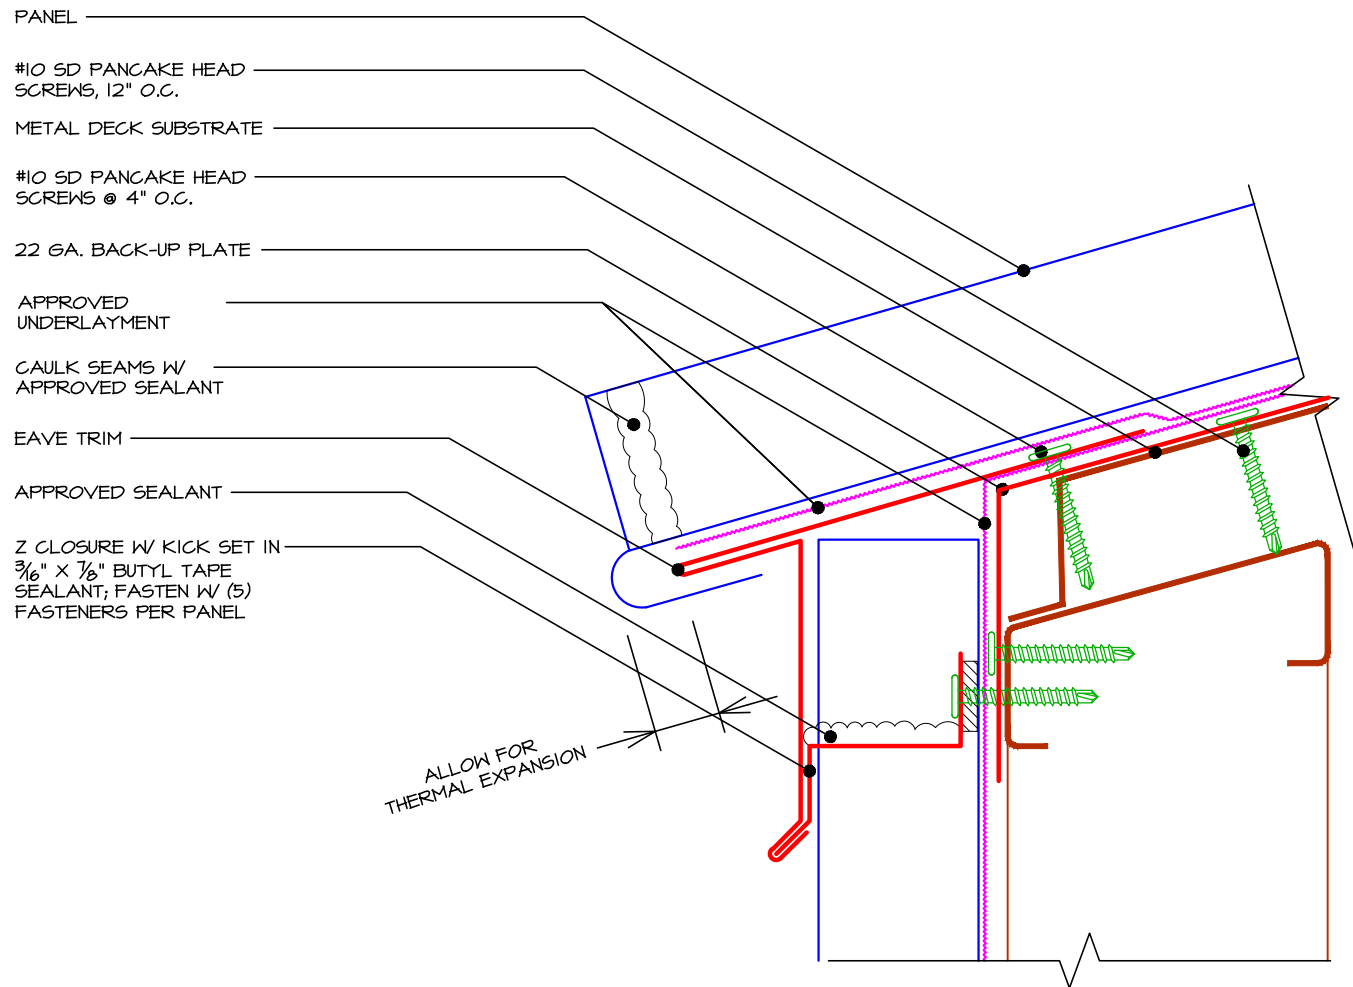 PANEL
#10 SD PANCAKE HEAD
SCREWS, 12" O.C.
METAL DECK SUBSTRATE
#10 SD PANCAKE HEAD
SCREWS @ 4" O.C.
22 GA. BACK-UP PLATE
APPROVED
UNDERLAYMENT
CAULK SEAMS W/
APPROVED SEALANT
EAVE TRIM
APPROVED SEALANT
Z CLOSURE W/ KICK SET IN
3/16" X 7/8" BUTYL TAPE
SEALANT; FASTEN W/ (5)
FASTENERS PER PANEL
ALLOW FOR
THERMAL EXPANSION